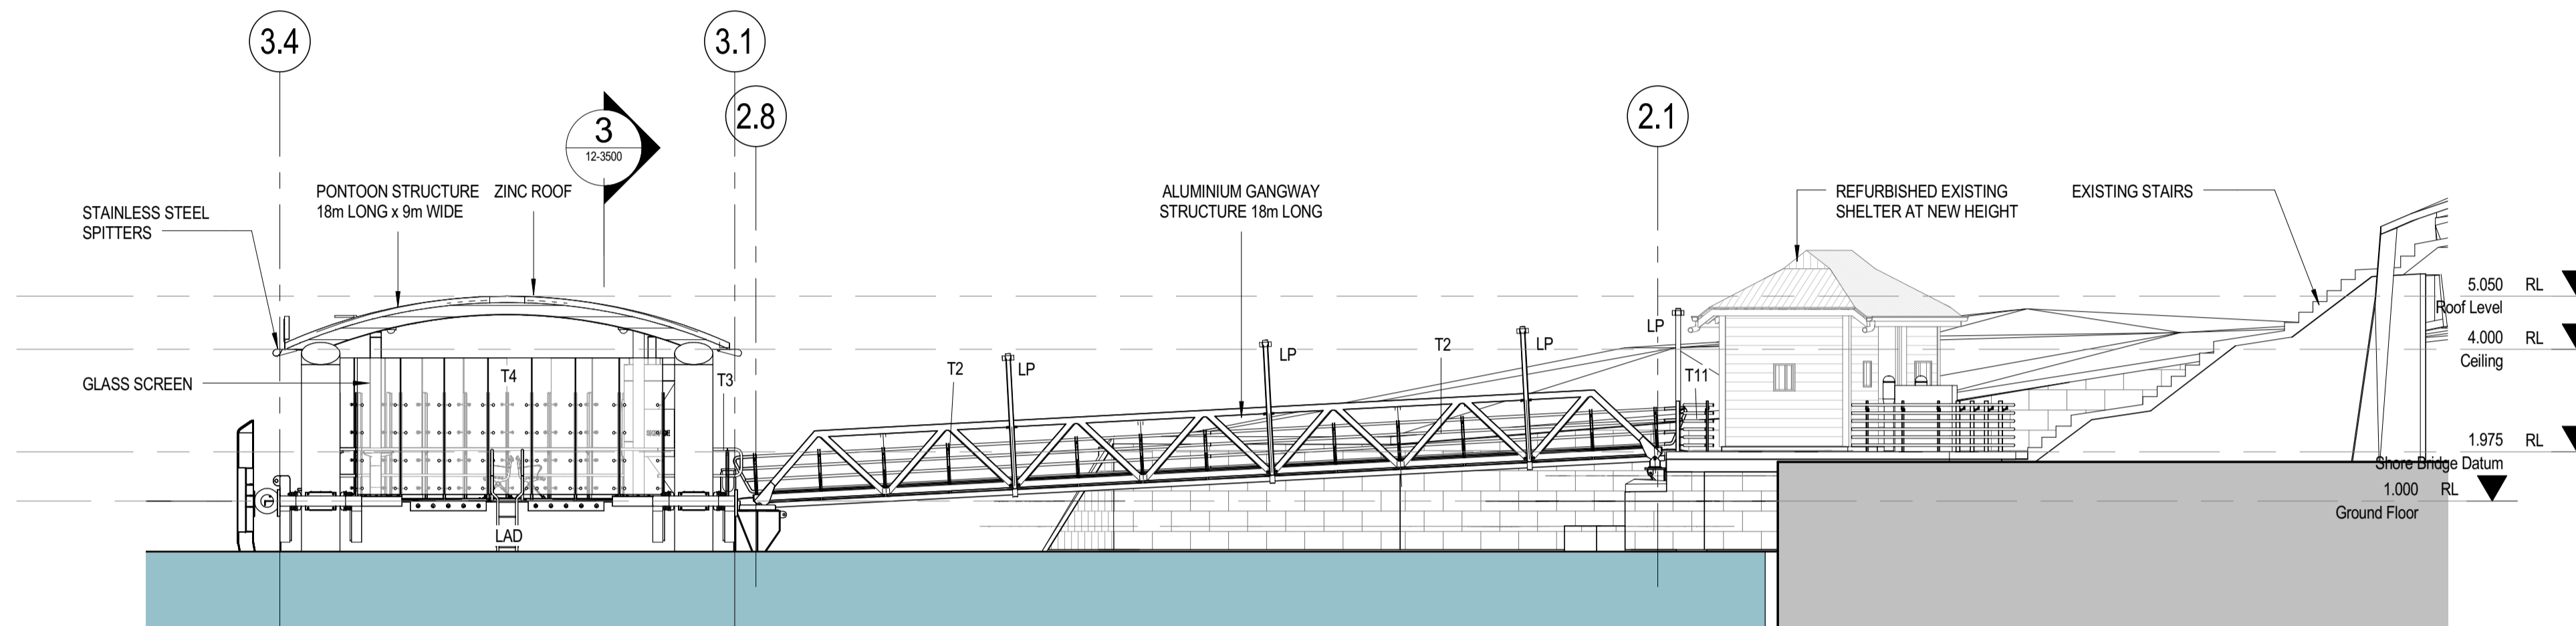 3.4
3.1
3
12-3500
2.8
2.1
STAINLESS STEEL
SPITTERS
PONTOON STRUCTURE
18m LONG x 9m WIDE
ZINC ROOF
ALUMINIUM GANGWAY
STRUCTURE 18m LONG
REFURBISHED EXISTING
SHELTER AT NEW HEIGHT
EXISTING STAIRS
GLASS SCREEN
T4
T3
T2
LP
LP
T2
LP
LP
T11
LAD
5.050 RL
Roof Level
4.000 RL
Ceiling
1.975 RL
Shore Bridge Datum
1.000 RL
Ground Floor